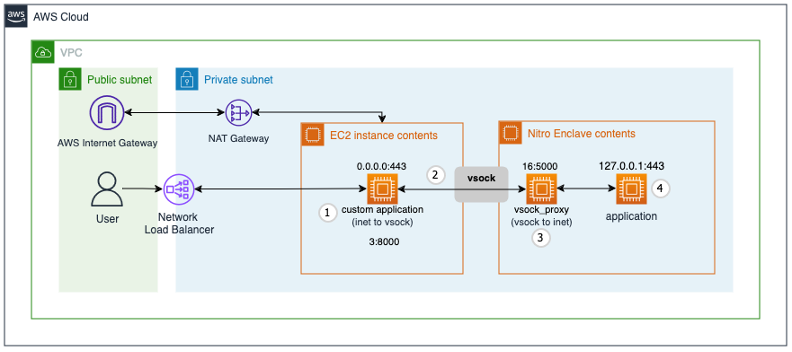 aws
AWS Cloud
VPC
Public subnet
Private subnet
AWS Internet Gateway
NAT Gateway
EC2 instance contents
Nitro Enclave contents
0.0.0.0:443
2
vsock
16:5000
127.0.0.1:443
User
Network
Load Balancer
1
custom application
(inet to vsock)
3:8000
vsock_proxy
(vsock to inet)
3
application
4